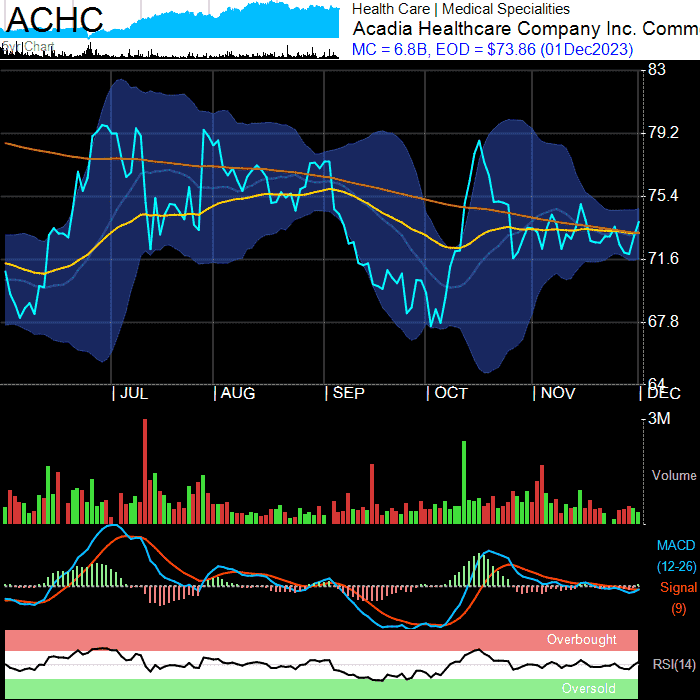 ACHC
5yr Chart
Health Care | Medical Specialities
Acadia Healthcare Company Inc. Comm
MC = 6.8B, EOD = $73.86 (01Dec2023)
83
79.2
75.4
71.6
67.8
64
| JUL | AUG | SEP | OCT | NOV | DEC
3M
Volume
MACD
(12-26)
Signal
(9)
Overbought
RSI(14)
Oversold